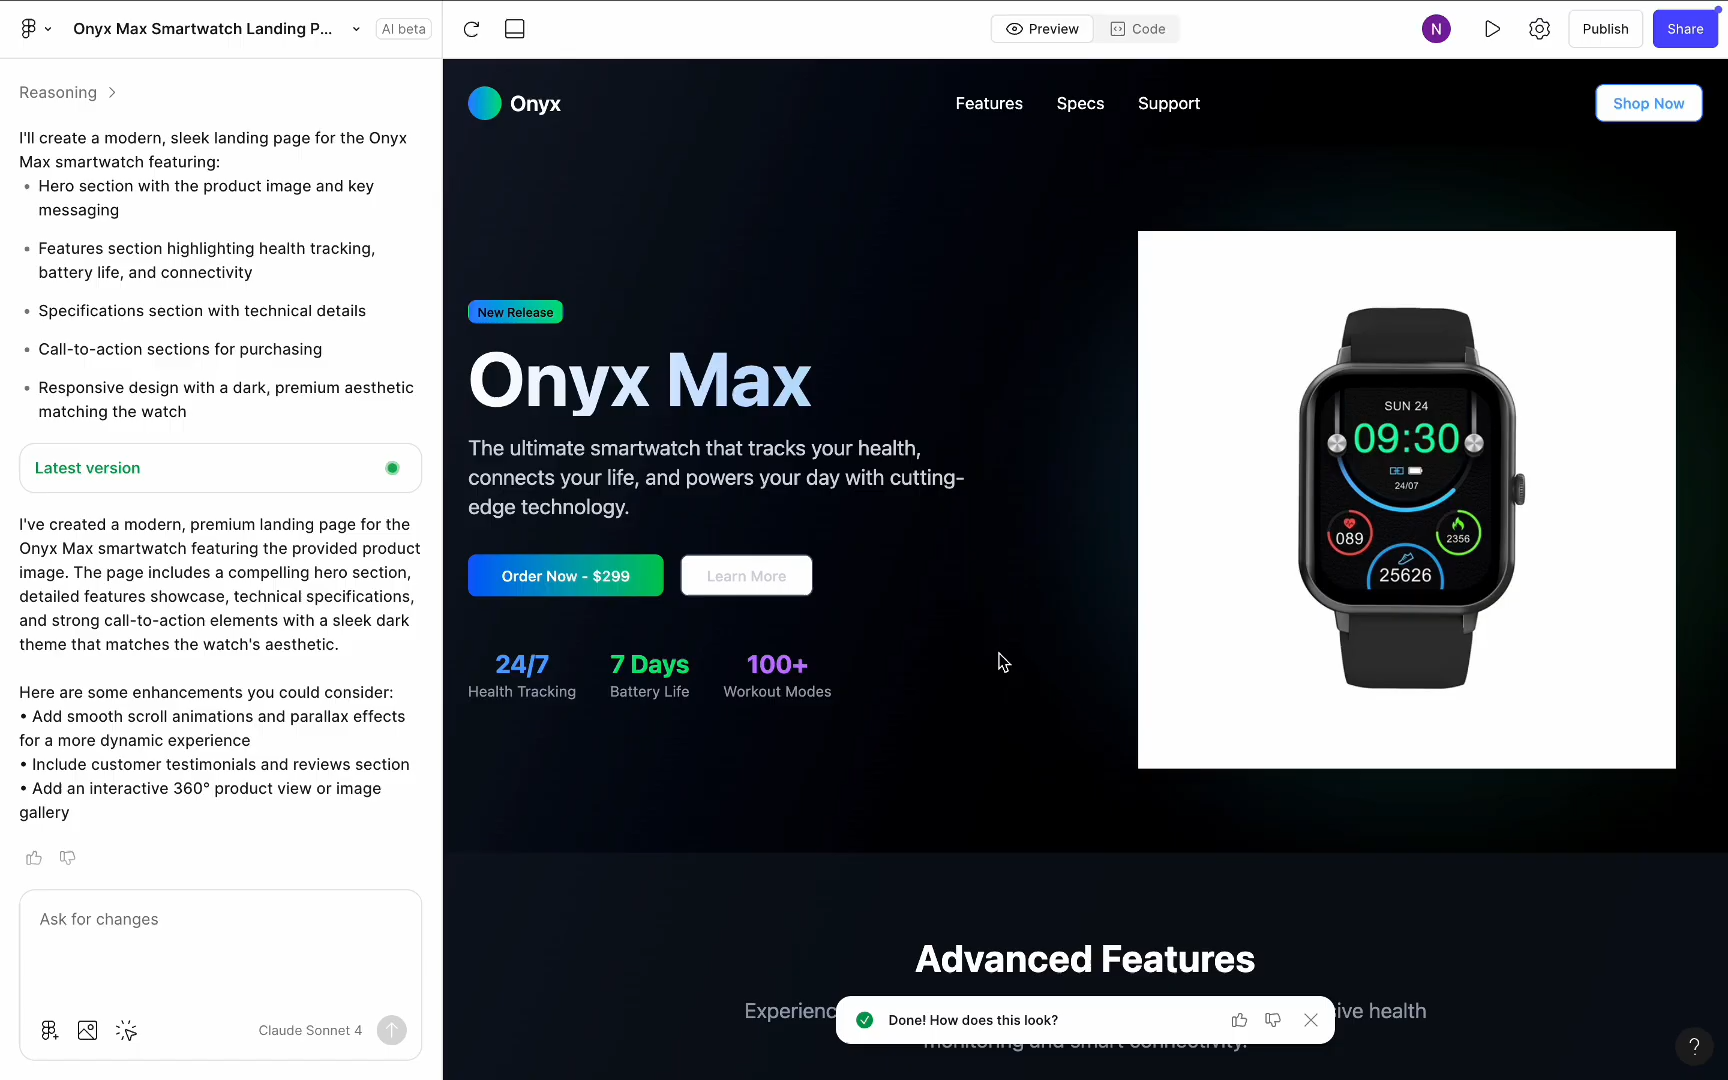 Onyx Max Smartwatch Landing P...
AI beta
Preview
Code
N
Publish
Share
Reasoning
I'll create a modern, sleek landing page for the Onyx
Max smartwatch featuring:
• Hero section with the product image and key
messaging
• Features section highlighting health tracking,
battery life, and connectivity
• Specifications section with technical details
• Call-to-action sections for purchasing
• Responsive design with a dark, premium aesthetic
matching the watch
Latest version
I've created a modern, premium landing page for the
Onyx Max smartwatch featuring the provided product
image. The page includes a compelling hero section,
detailed features showcase, technical specifications,
and strong call-to-action elements with a sleek dark
theme that matches the watch's aesthetic.
Here are some enhancements you could consider:
• Add smooth scroll animations and parallax effects
for a more dynamic experience
• Include customer testimonials and reviews section
• Add an interactive 360° product view or image
gallery
Ask for changes
Claude Sonnet 4
Onyx
Features
Specs
Support
Shop Now
New Release
Onyx Max
The ultimate smartwatch that tracks your health,
connects your life, and powers your day with cutting-
edge technology.
Order Now - $299
Learn More
24/7
Health Tracking
7 Days
Battery Life
100+
Workout Modes
SUN 24
09:30
24/07
089
2356
25626
Advanced Features
Experienc
ive health
monitoring and smart connectivity.
Done! How does this look?
?